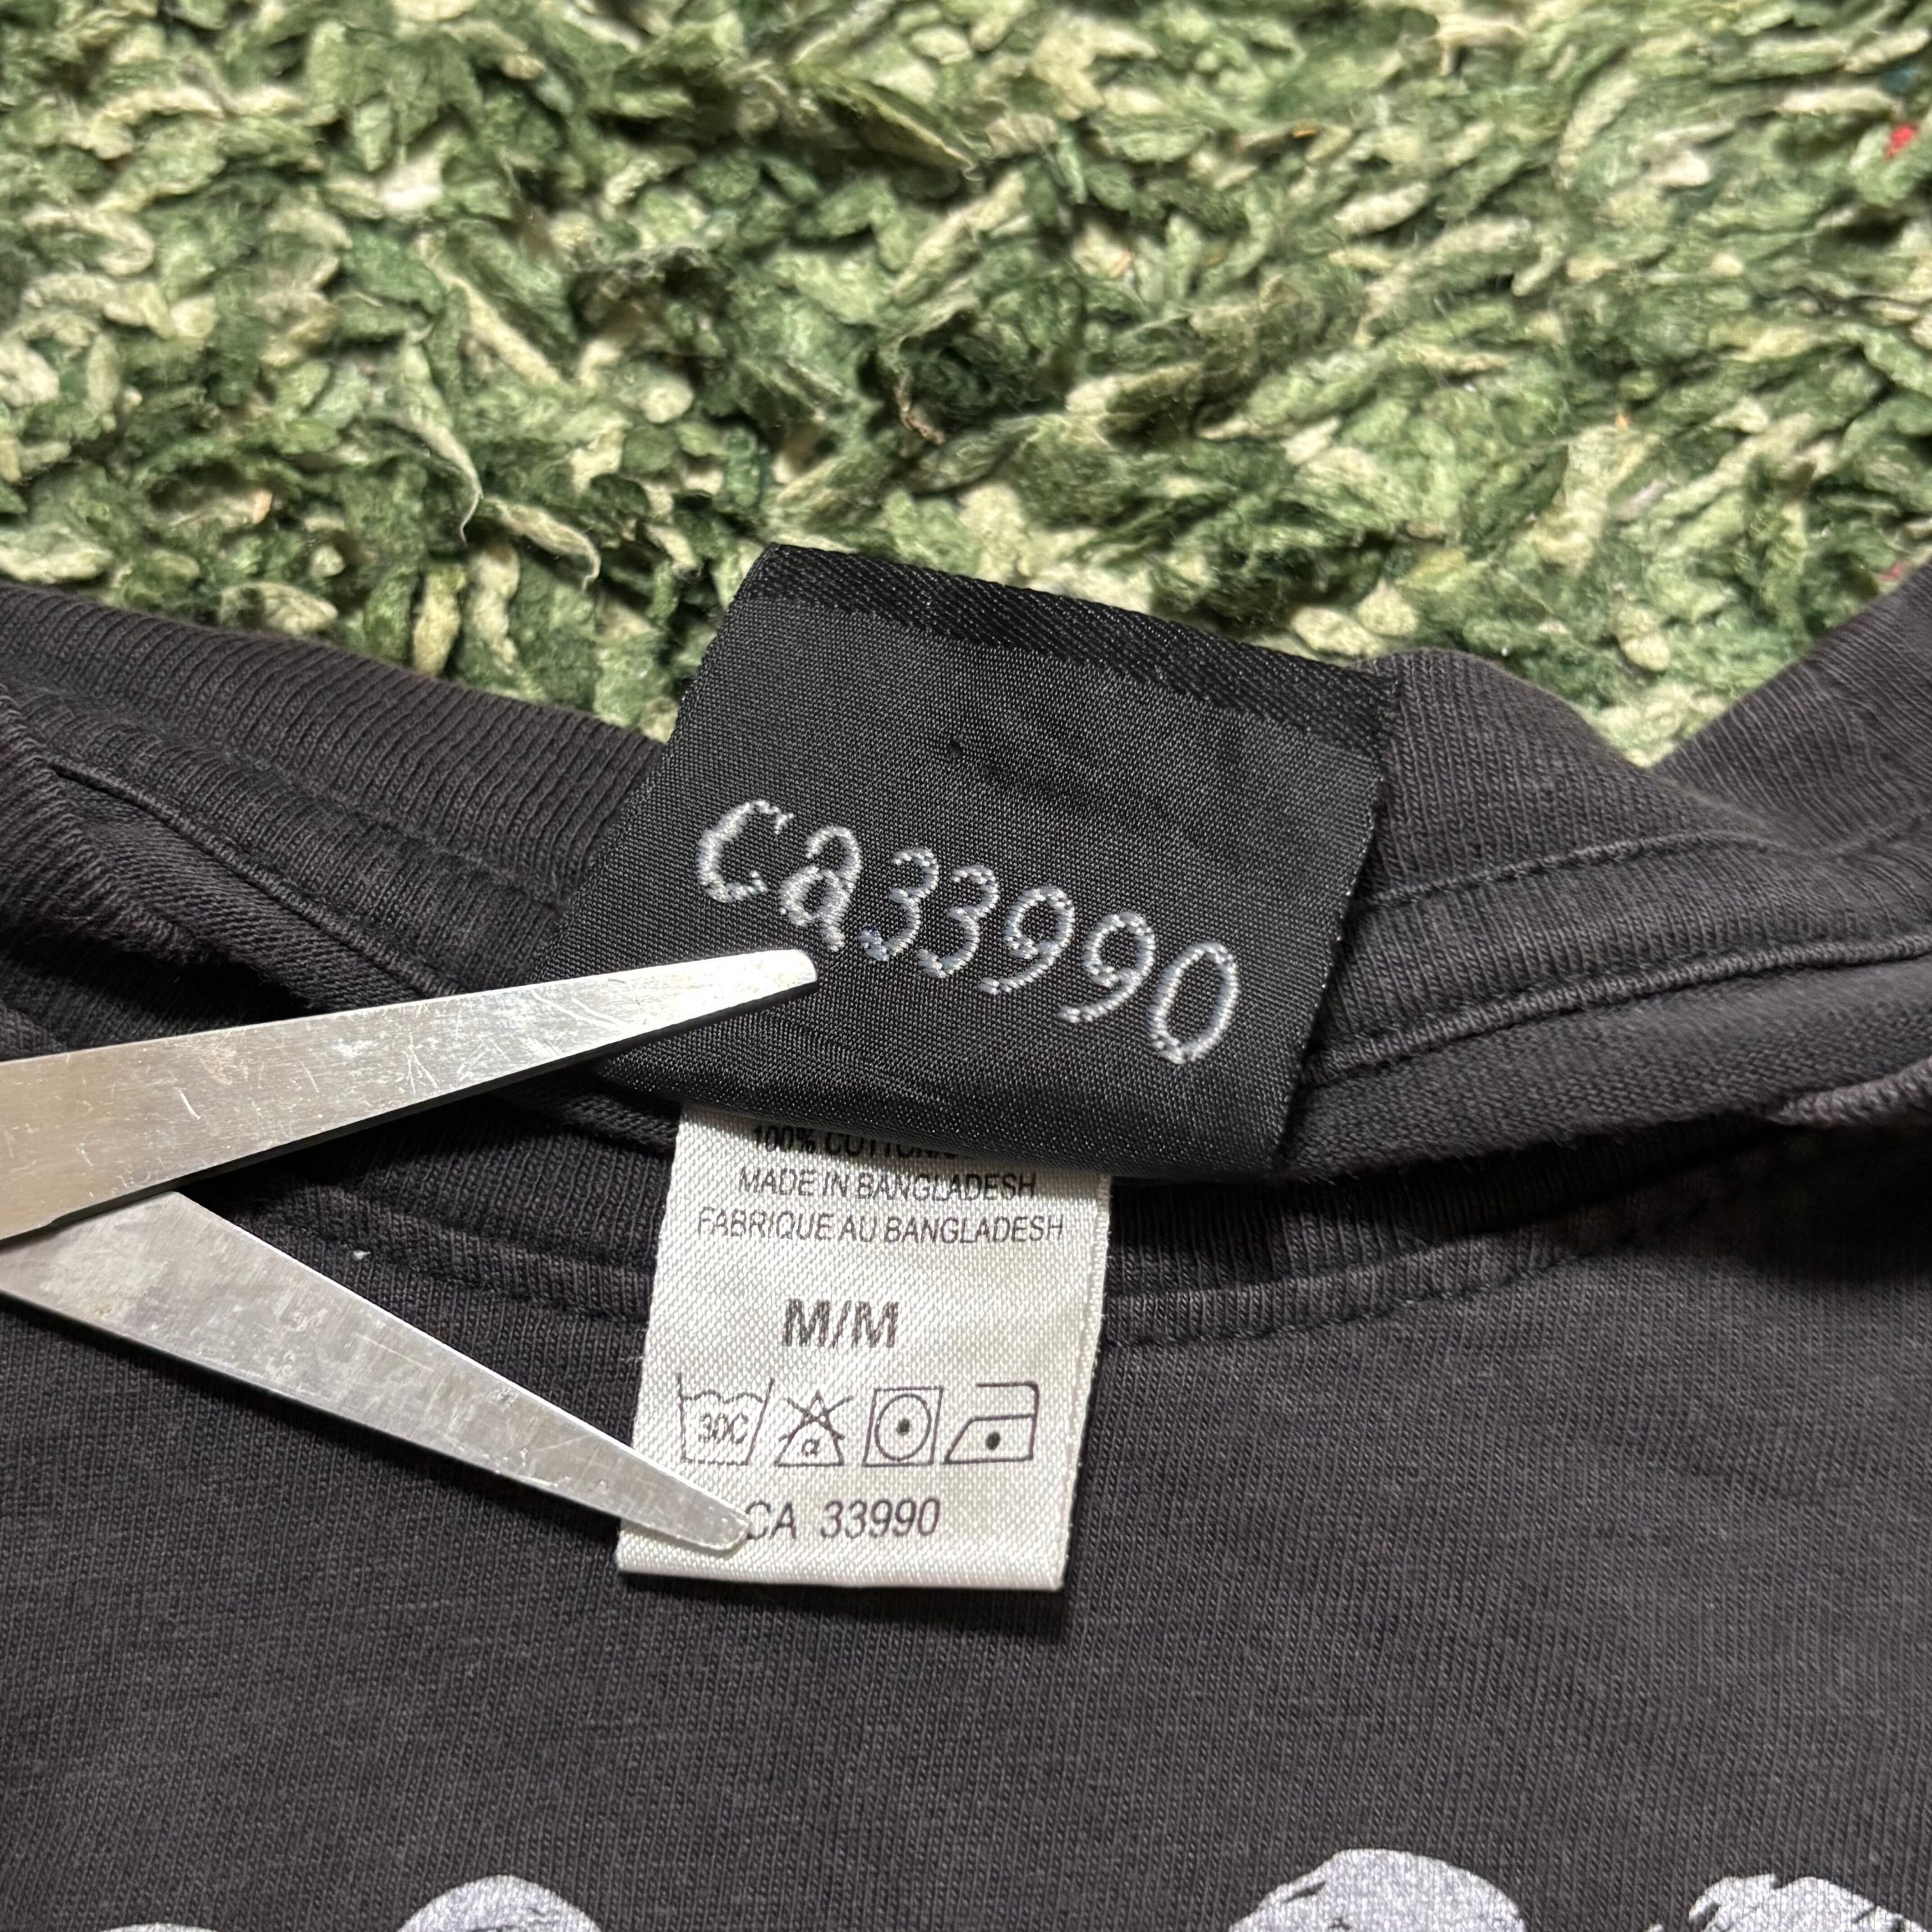 ca33990
100% COTTON
MADE IN BANGLADESH
FABRIQUE AU BANGLADESH
M/M
30C
CA 33990